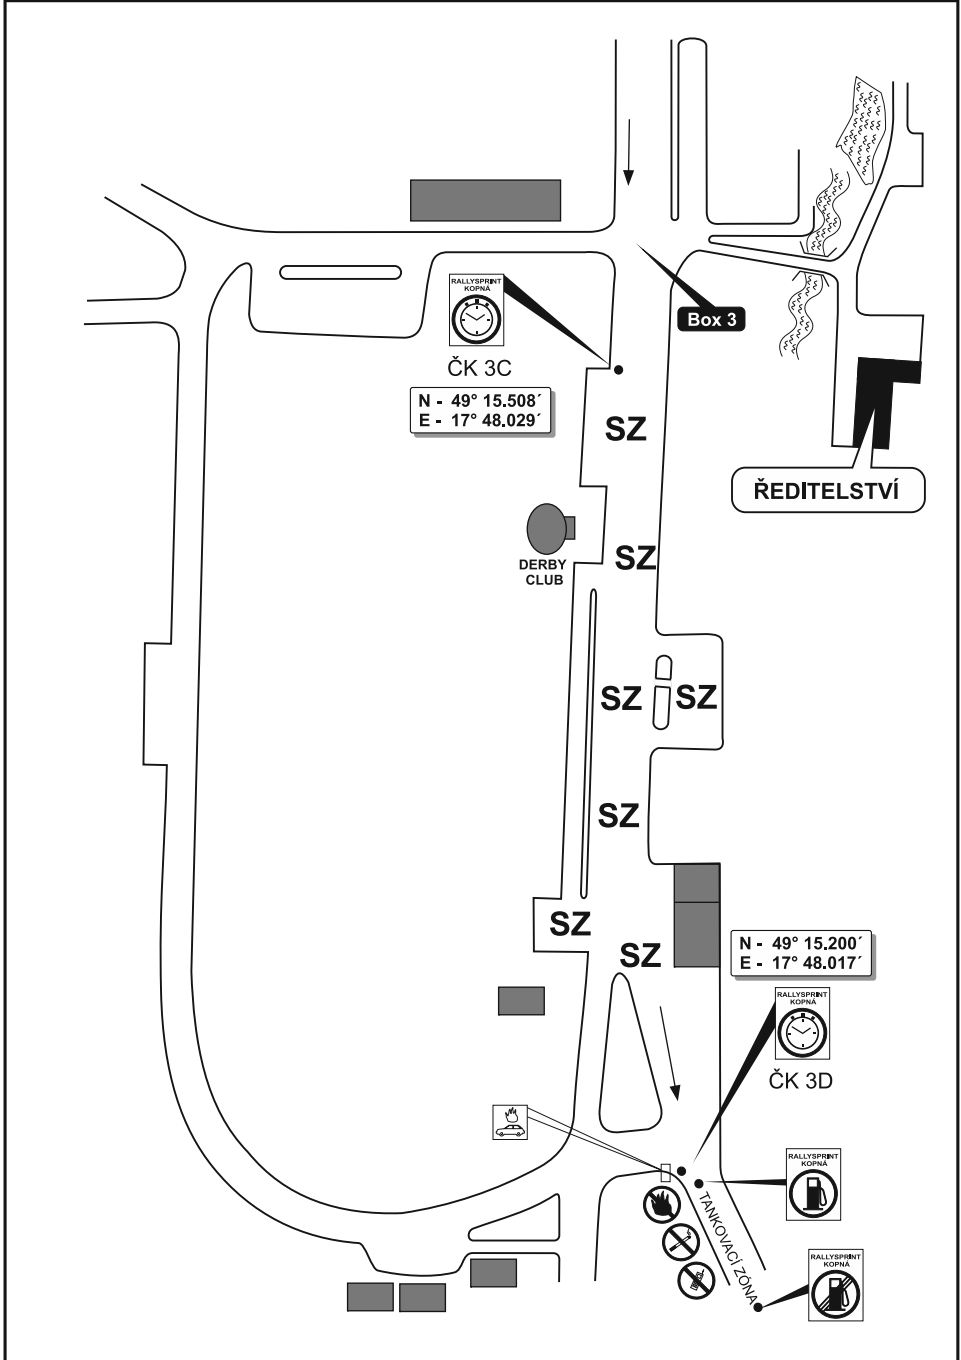 RALLYSPRINT
KOPNÁ
ČK 3C
N - 49° 15.508´
E - 17° 48.029´
Box 3
SZ
ŘEDITELSTVÍ
DERBY
CLUB
SZ
SZ
SZ
SZ
SZ
SZ
N - 49° 15.200´
E - 17° 48.017´
RALLYSPRINT
KOPNÁ
ČK 3D
RALLYSPRINT
KOPNÁ
TANKOVACÍ ZÓNA
RALLYSPRINT
KOPNÁ